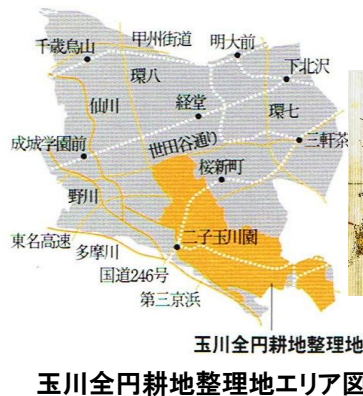 甲州街道
明大前
千歳烏山
環八
下北沢
仙川
経堂
環七
世田谷通り
三軒茶
成城学園前
桜新町
野川
二子玉川園
東名高速
多摩川
国道246号
第三京浜
玉川全円耕地整理地
玉川全円耕地整理地エリア図